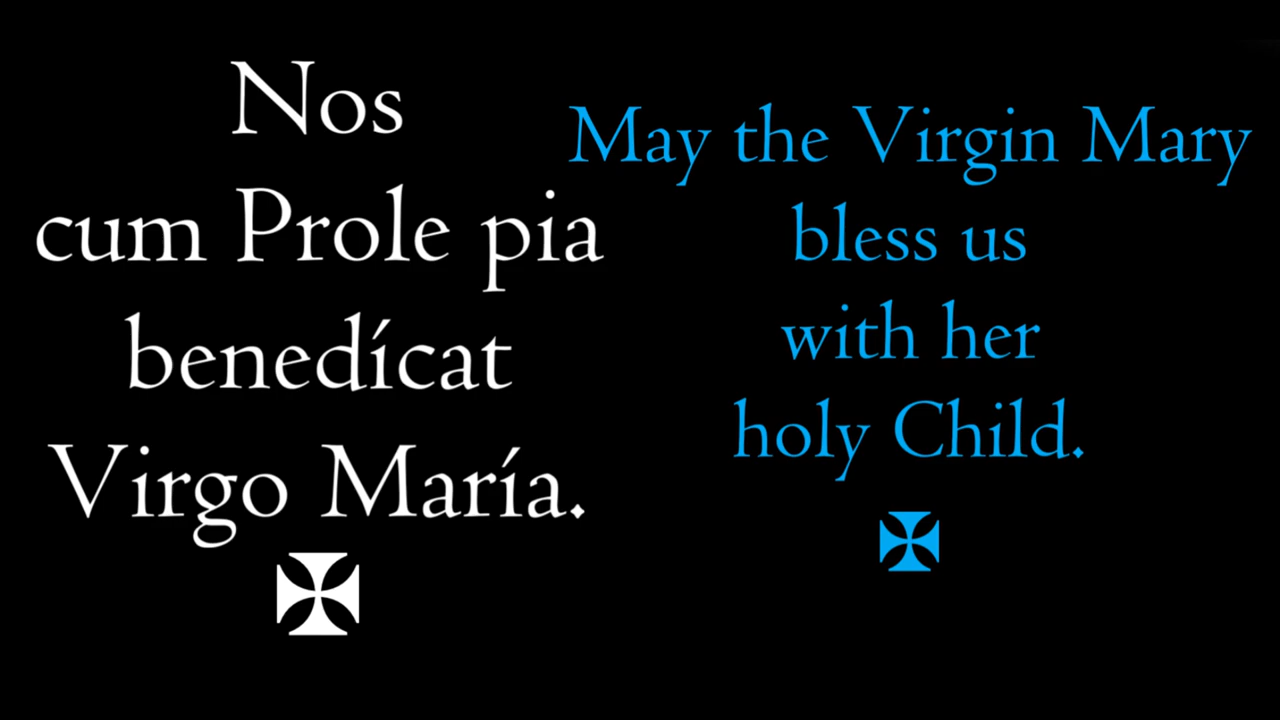 Nos
cum Prole pia
benedícat
Virgo María.
✠
May the Virgin Mary
bless us
with her
holy Child.
✠